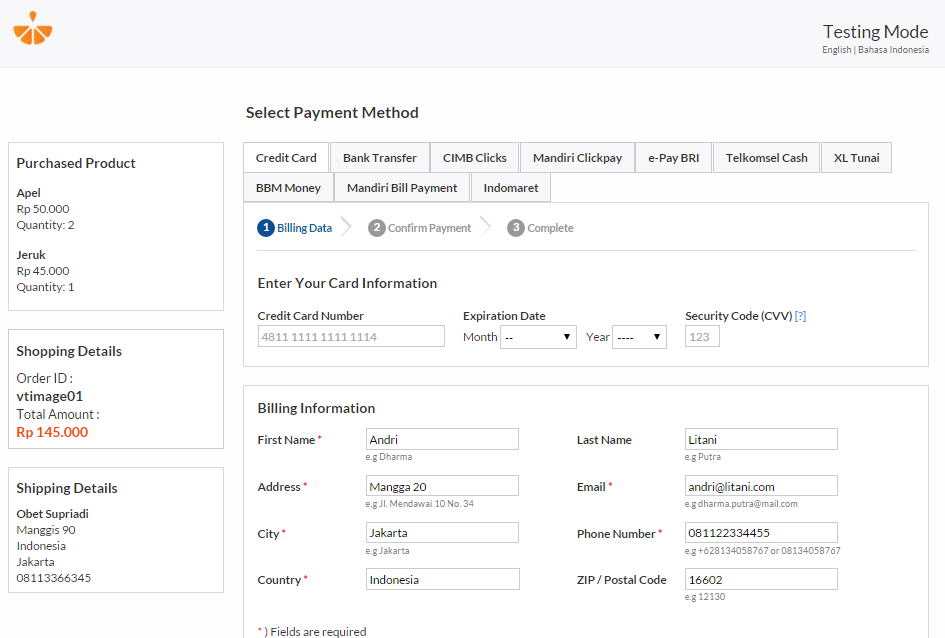 Testing Mode
English | Bahasa Indonesia
Select Payment Method
Purchased Product
Apel
Rp 50.000
Quantity: 2
Jeruk
Rp 45.000
Quantity: 1
Shopping Details
Order ID :
vtimage01
Total Amount :
Rp 145.000
Shipping Details
Obet Supriadi
Manggis 90
Indonesia
Jakarta
08113366345
Credit Card Bank Transfer CIMB Clicks Mandiri Clickpay e-Pay BRI Telkomsel Cash XL Tunai
BBM Money Mandiri Bill Payment Indomaret
1 Billing Data 2 Confirm Payment 3 Complete
Enter Your Card Information
Credit Card Number Expiration Date Security Code (CVV) [?]
4811 1111 1111 1114 Month -- Year ---- 123
Billing Information
First Name * Andri Last Name Litani
e.g Dharma e.g Putra
Address * Mangga 20 Email * andri@litani.com
e.g Jl. Mendawai 10 No. 34 e.g dharma.putra@mail.com
City * Jakarta Phone Number * 081122334455
e.g Jakarta e.g +628134058767 or 08134058767
Country * Indonesia ZIP / Postal Code 16602
e.g 12130
* ) Fields are required